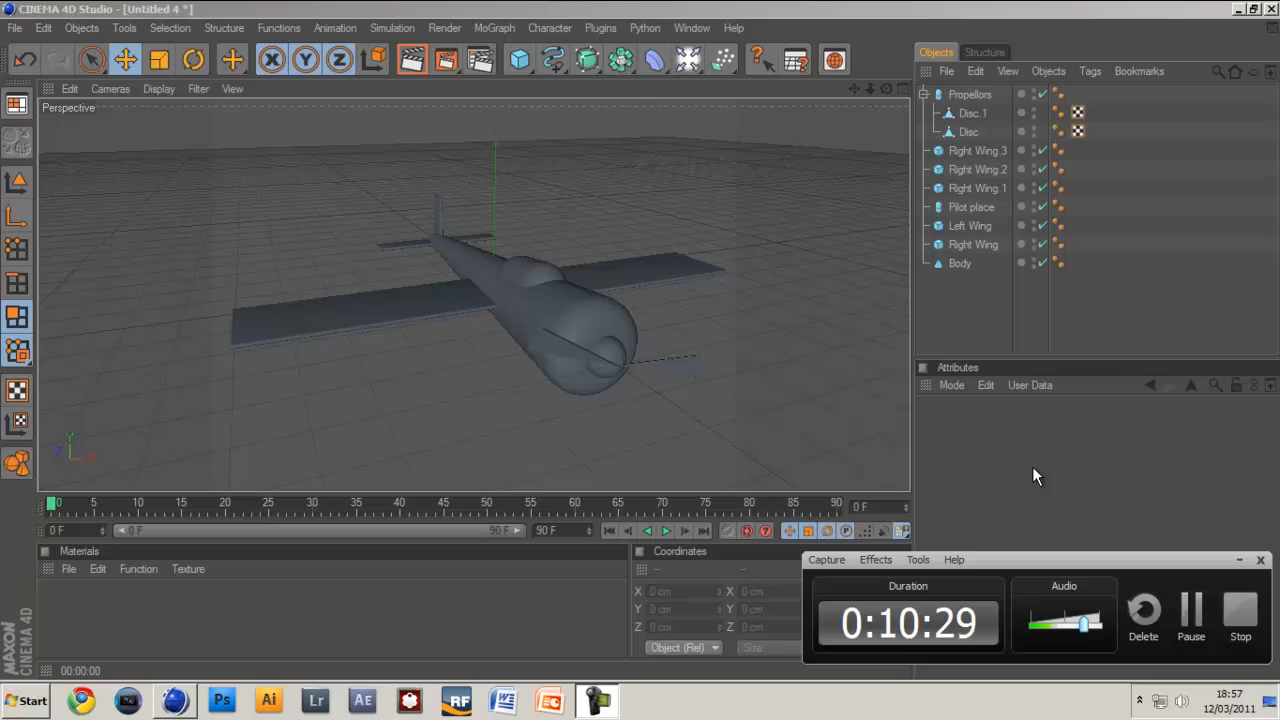 CINEMA 4D Studio - [Untitled 4 *]
File Edit Objects Tools Selection Structure Functions Animation Simulation Render MoGraph Character Plugins Python Window Help
Edit Cameras Display Filter View
Perspective
Y
X
Z
0 5 10 15 20 25 30 35 40 45 50 55 60 65 70 75 80 85 90 0 F
0 F 0 F 90 F 90 F
Materials
File Edit Function Texture
Coordinates
-- --
X 0 cm X 0 cm
Y 0 cm Y 0 cm
Z 0 cm Z 0 cm
Object (Rel) Size
00:00:00
MAXON
CINEMA 4D
Objects Structure
File Edit View Objects Tags Bookmarks
Propellors
Disc.1
Disc
Right Wing.3
Right Wing.2
Right Wing.1
Pilot place
Left Wing
Right Wing
Body
Attributes
Mode Edit User Data
Capture Effects Tools Help
Duration
0:10:29
Audio
Delete Pause Stop
Start Ps Ai Lr AE RF
18:57
12/03/2011